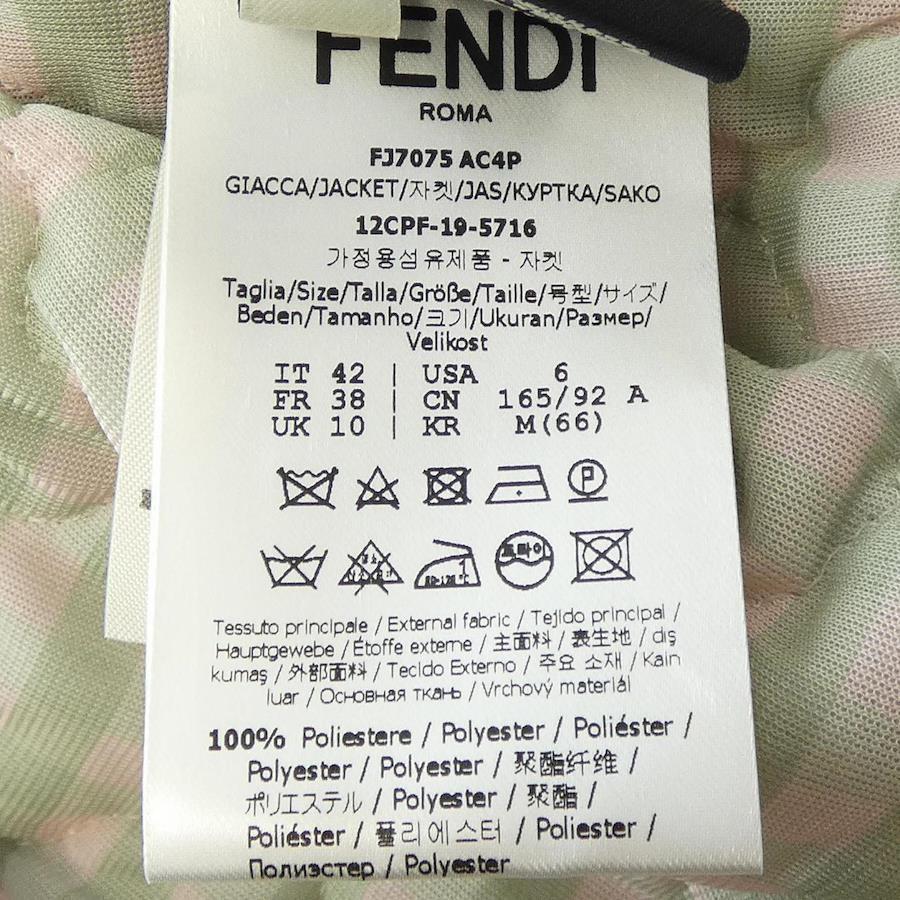 FENDI
ROMA
FJ7075 AC4P
GIACCA/JACKET/자켓/JAS/КУРТКА/SAKO
12CPF-19-5716
가정용섬유제품 - 자켓
Taglia/Size/Talla/Größe/Taille/号型/サイズ/
Beden/Tamanho/크기/Ukuran/Размер/
Velikost
IT 42 | USA 6
FR 38 | CN 165/92 A
UK 10 | KR M(66)
P
드라이
80-120°C
1
Tessuto principale / External fabric / Tejido principal /
Hauptgewebe / Étoffe externe / 主面料 / 表生地 / dış
kumaş / 外部面料 / Tecido Externo / 주요 소재 / Kain
luar / Основная ткань / Vrchový materiál
100% Poliestere / Polyester / Poliéster /
Polyester / Polyester / 聚酯纤维 /
ポリエステル / Polyester / 聚酯 /
Poliéster / 폴리에스터 / Poliester /
Полиэстер / Polyester